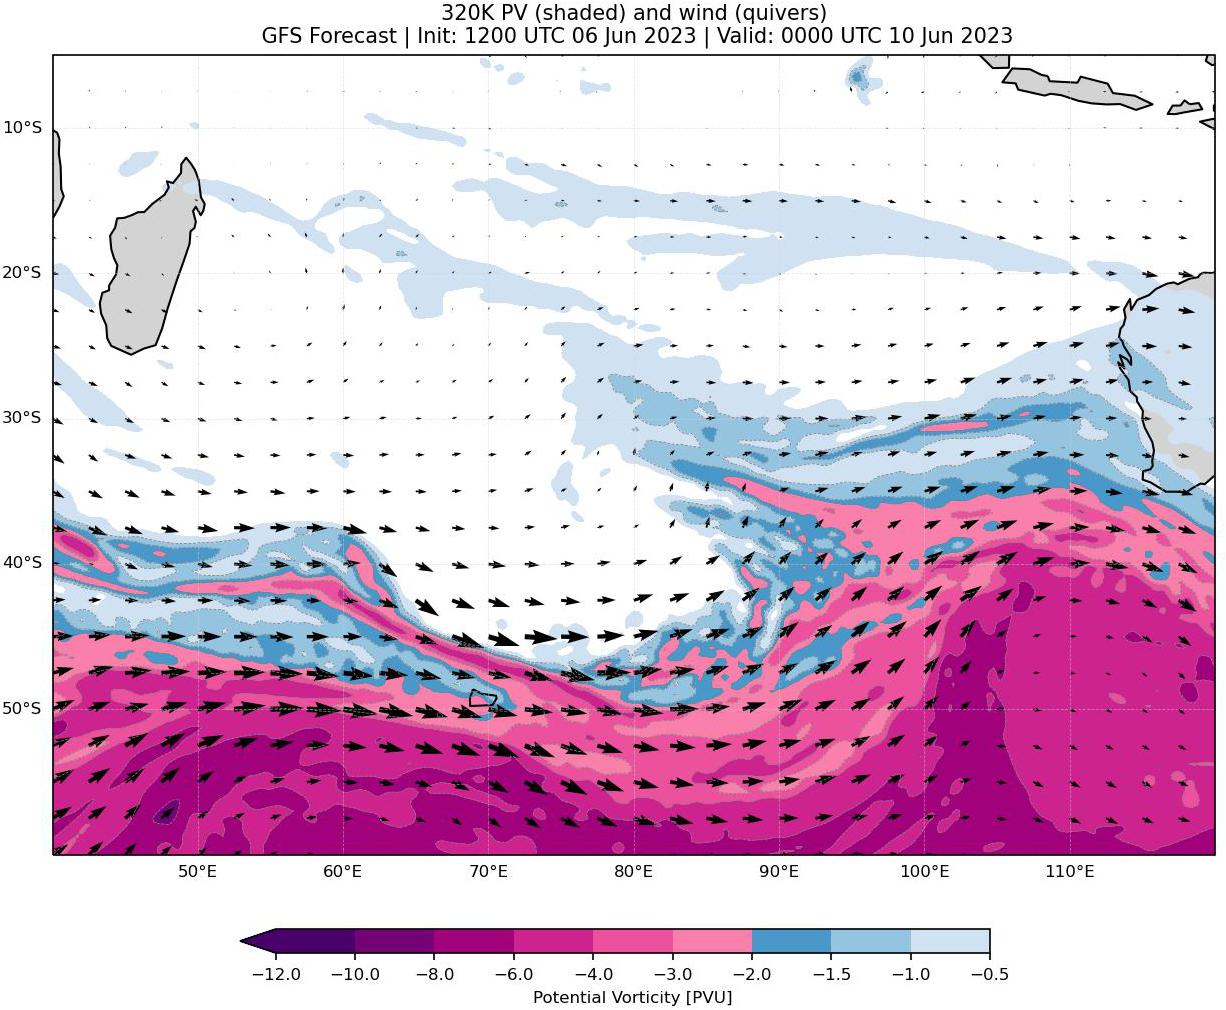 320K PV (shaded) and wind (quivers)
GFS Forecast | Init: 1200 UTC 06 Jun 2023 | Valid: 0000 UTC 10 Jun 2023
10°S
20°S
30°S
40°S
50°S
50°E 60°E 70°E 80°E 90°E 100°E 110°E
−12.0 −10.0 −8.0 −6.0 −4.0 −3.0 −2.0 −1.5 −1.0 −0.5
Potential Vorticity [PVU]